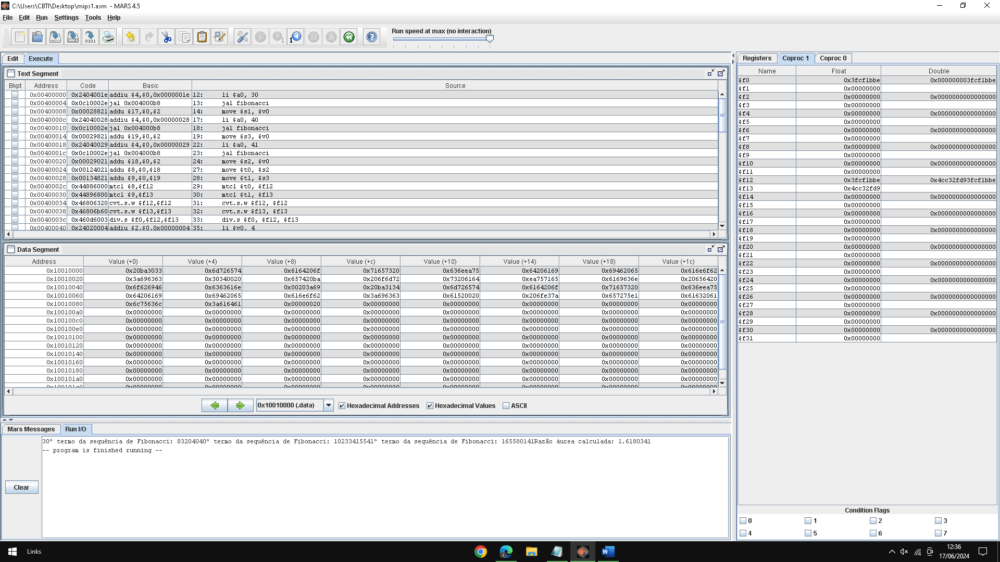 C:\Users\CBTI\Desktop\mips1.asm - MARS 4.5
File Edit Run Settings Tools Help
Run speed at max (no interaction)
Edit Execute
Text Segment
Bkpt Address Code Basic Source
0x00400000 0x2404001e addiu $4,$0,0x0000001e 12: li $a0, 30
0x00400004 0x0c10002e jal 0x004000b8 13: jal fibonacci
0x00400008 0x00028821 addu $17,$0,$2 14: move $s1, $v0
0x0040000c 0x24040028 addiu $4,$0,0x00000028 17: li $a0, 40
0x00400010 0x0c10002e jal 0x004000b8 18: jal fibonacci
0x00400014 0x00029821 addu $19,$0,$2 19: move $s3, $v0
0x00400018 0x24040029 addiu $4,$0,0x00000029 22: li $a0, 41
0x0040001c 0x0c10002e jal 0x004000b8 23: jal fibonacci
0x00400020 0x00029021 addu $18,$0,$2 24: move $s2, $v0
0x00400024 0x00124021 addu $8,$0,$18 27: move $t0, $s2
0x00400028 0x00134821 addu $9,$0,$19 28: move $t1, $s3
0x0040002c 0x44886000 mtc1 $8,$f12 29: mtc1 $t0, $f12
0x00400030 0x44896800 mtc1 $9,$f13 30: mtc1 $t1, $f13
0x00400034 0x46806320 cvt.s.w $f12,$f12 31: cvt.s.w $f12, $f12
0x00400038 0x46806b60 cvt.s.w $f13,$f13 32: cvt.s.w $f13, $f13
0x0040003c 0x460d6003 div.s $f0,$f12,$f13 33: div.s $f0, $f12, $f13
0x00400040 0x24020004 addiu $2,$0,0x00000004 35: li $v0, 4
Data Segment
Address Value (+0) Value (+4) Value (+8) Value (+c) Value (+10) Value (+14) Value (+18) Value (+1c)
0x10010000 0x20ba3033 0x6d726574 0x6164206f 0x71657320 0x636eea75 0x64206169 0x69462065 0x616e6f62
0x10010020 0x3a696363 0x30340020 0x657420ba 0x206f6d72 0x73206164 0xea757165 0x6169636e 0x20656420
0x10010040 0x6f626946 0x6363616e 0x00203a69 0x20ba3134 0x6d726574 0x6164206f 0x71657320 0x636eea75
0x10010060 0x64206169 0x69462065 0x616e6f62 0x3a696363 0x61520020 0x206fe37a 0x657275e1 0x61632061
0x10010080 0x6c75636c 0x3a616461 0x00000020 0x00000000 0x00000000 0x00000000 0x00000000 0x00000000
0x100100a0 0x00000000 0x00000000 0x00000000 0x00000000 0x00000000 0x00000000 0x00000000 0x00000000
0x100100c0 0x00000000 0x00000000 0x00000000 0x00000000 0x00000000 0x00000000 0x00000000 0x00000000
0x100100e0 0x00000000 0x00000000 0x00000000 0x00000000 0x00000000 0x00000000 0x00000000 0x00000000
0x10010100 0x00000000 0x00000000 0x00000000 0x00000000 0x00000000 0x00000000 0x00000000 0x00000000
0x10010120 0x00000000 0x00000000 0x00000000 0x00000000 0x00000000 0x00000000 0x00000000 0x00000000
0x10010140 0x00000000 0x00000000 0x00000000 0x00000000 0x00000000 0x00000000 0x00000000 0x00000000
0x10010160 0x00000000 0x00000000 0x00000000 0x00000000 0x00000000 0x00000000 0x00000000 0x00000000
0x10010180 0x00000000 0x00000000 0x00000000 0x00000000 0x00000000 0x00000000 0x00000000 0x00000000
0x100101a0 0x00000000 0x00000000 0x00000000 0x00000000 0x00000000 0x00000000 0x00000000 0x00000000
0x10010000 (.data) Hexadecimal Addresses Hexadecimal Values ASCII
Mars Messages Run I/O
30° termo da sequência de Fibonacci: 83204040° termo da sequência de Fibonacci: 10233415541° termo da sequência de Fibonacci: 165580141Razão áurea calculada: 1.6180341
-- program is finished running --
Clear
Registers Coproc 1 Coproc 0
Name Float Double
$f0 0x3fcf1bbe 0x000000003fcf1bbe
$f1 0x00000000
$f2 0x00000000 0x0000000000000000
$f3 0x00000000
$f4 0x00000000 0x0000000000000000
$f5 0x00000000
$f6 0x00000000 0x0000000000000000
$f7 0x00000000
$f8 0x00000000 0x0000000000000000
$f9 0x00000000
$f10 0x00000000 0x0000000000000000
$f11 0x00000000
$f12 0x3fcf1bbe 0x4cc32fd93fcf1bbe
$f13 0x4cc32fd9
$f14 0x00000000 0x0000000000000000
$f15 0x00000000
$f16 0x00000000 0x0000000000000000
$f17 0x00000000
$f18 0x00000000 0x0000000000000000
$f19 0x00000000
$f20 0x00000000 0x0000000000000000
$f21 0x00000000
$f22 0x00000000 0x0000000000000000
$f23 0x00000000
$f24 0x00000000 0x0000000000000000
$f25 0x00000000
$f26 0x00000000 0x0000000000000000
$f27 0x00000000
$f28 0x00000000 0x0000000000000000
$f29 0x00000000
$f30 0x00000000 0x0000000000000000
$f31 0x00000000
Condition Flags
0 1 2 3
4 5 6 7
Links
12:36
17/06/2024